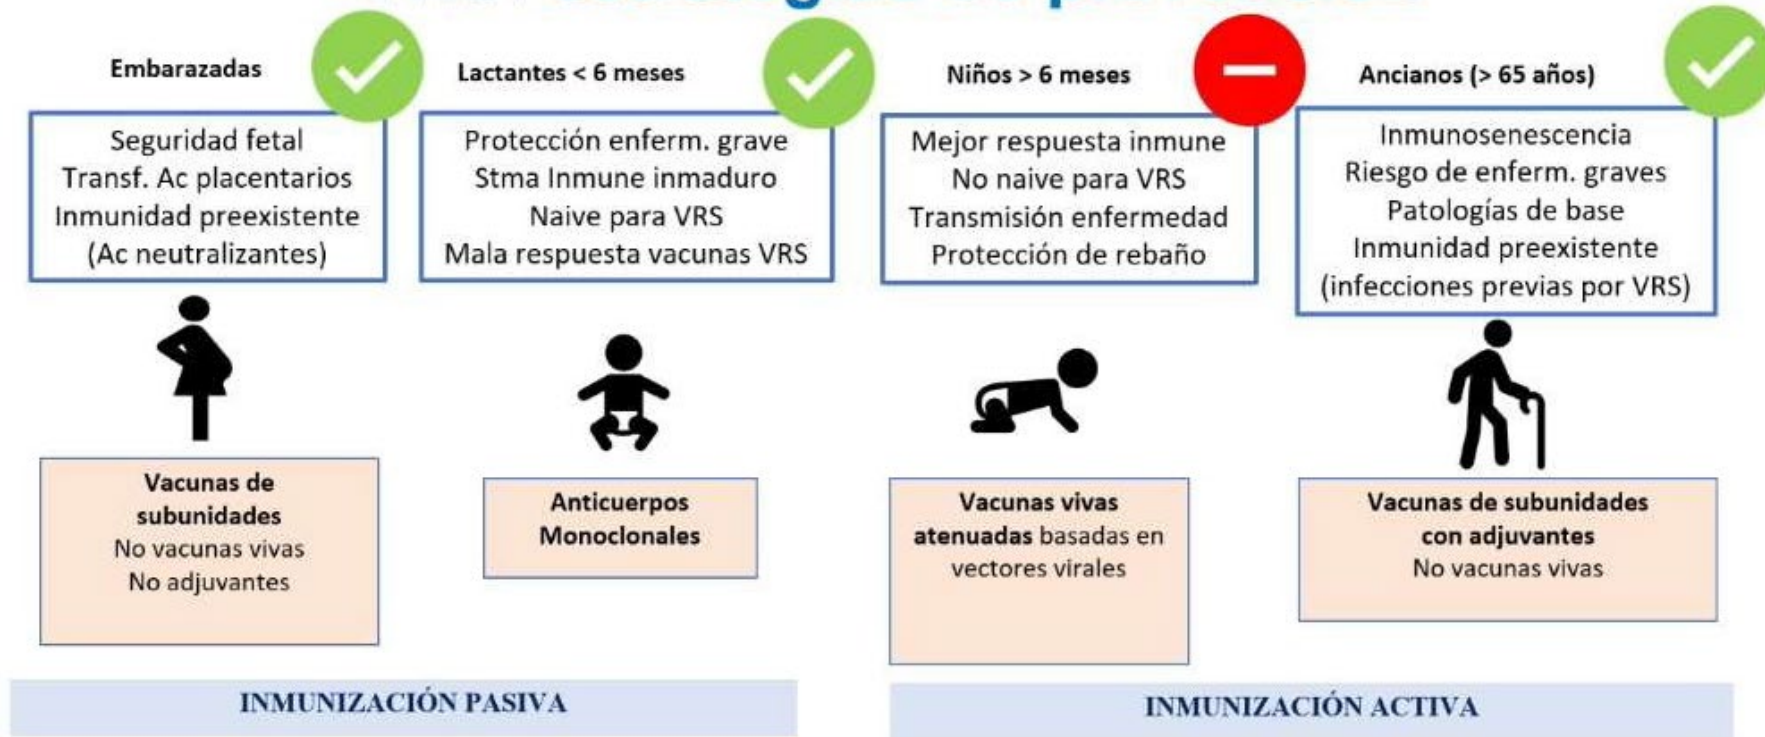 Embarazadas
Seguridad fetal
Transf. Ac placentarios
Inmunidad preexistente
(Ac neutralizantes)
Vacunas de
subunidades
No vacunas vivas
No adjuvantes
Lactantes < 6 meses
Protección enferm. grave
Stma Inmune inmaduro
Naive para VRS
Mala respuesta vacunas VRS
Anticuerpos
Monoclonales
INMUNIZACIÓN PASIVA
Niños > 6 meses
Mejor respuesta inmune
No naive para VRS
Transmisión enfermedad
Protección de rebaño
Vacunas vivas
atenuadas basadas en
vectores virales
Ancianos (> 65 años)
Inmunosenescencia
Riesgo de enferm. graves
Patologías de base
Inmunidad preexistente
(infecciones previas por VRS)
Vacunas de subunidades
con adjuvantes
No vacunas vivas
INMUNIZACIÓN ACTIVA